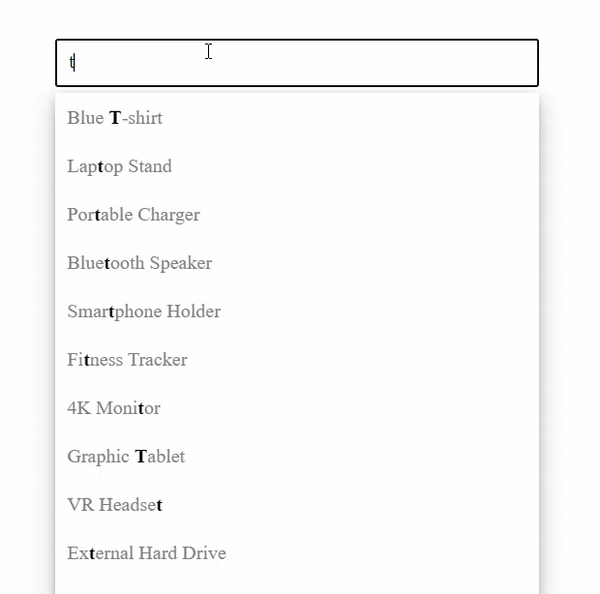 t
Blue T-shirt
Laptop Stand
Portable Charger
Bluetooth Speaker
Smartphone Holder
Fitness Tracker
4K Monitor
Graphic Tablet
VR Headset
External Hard Drive